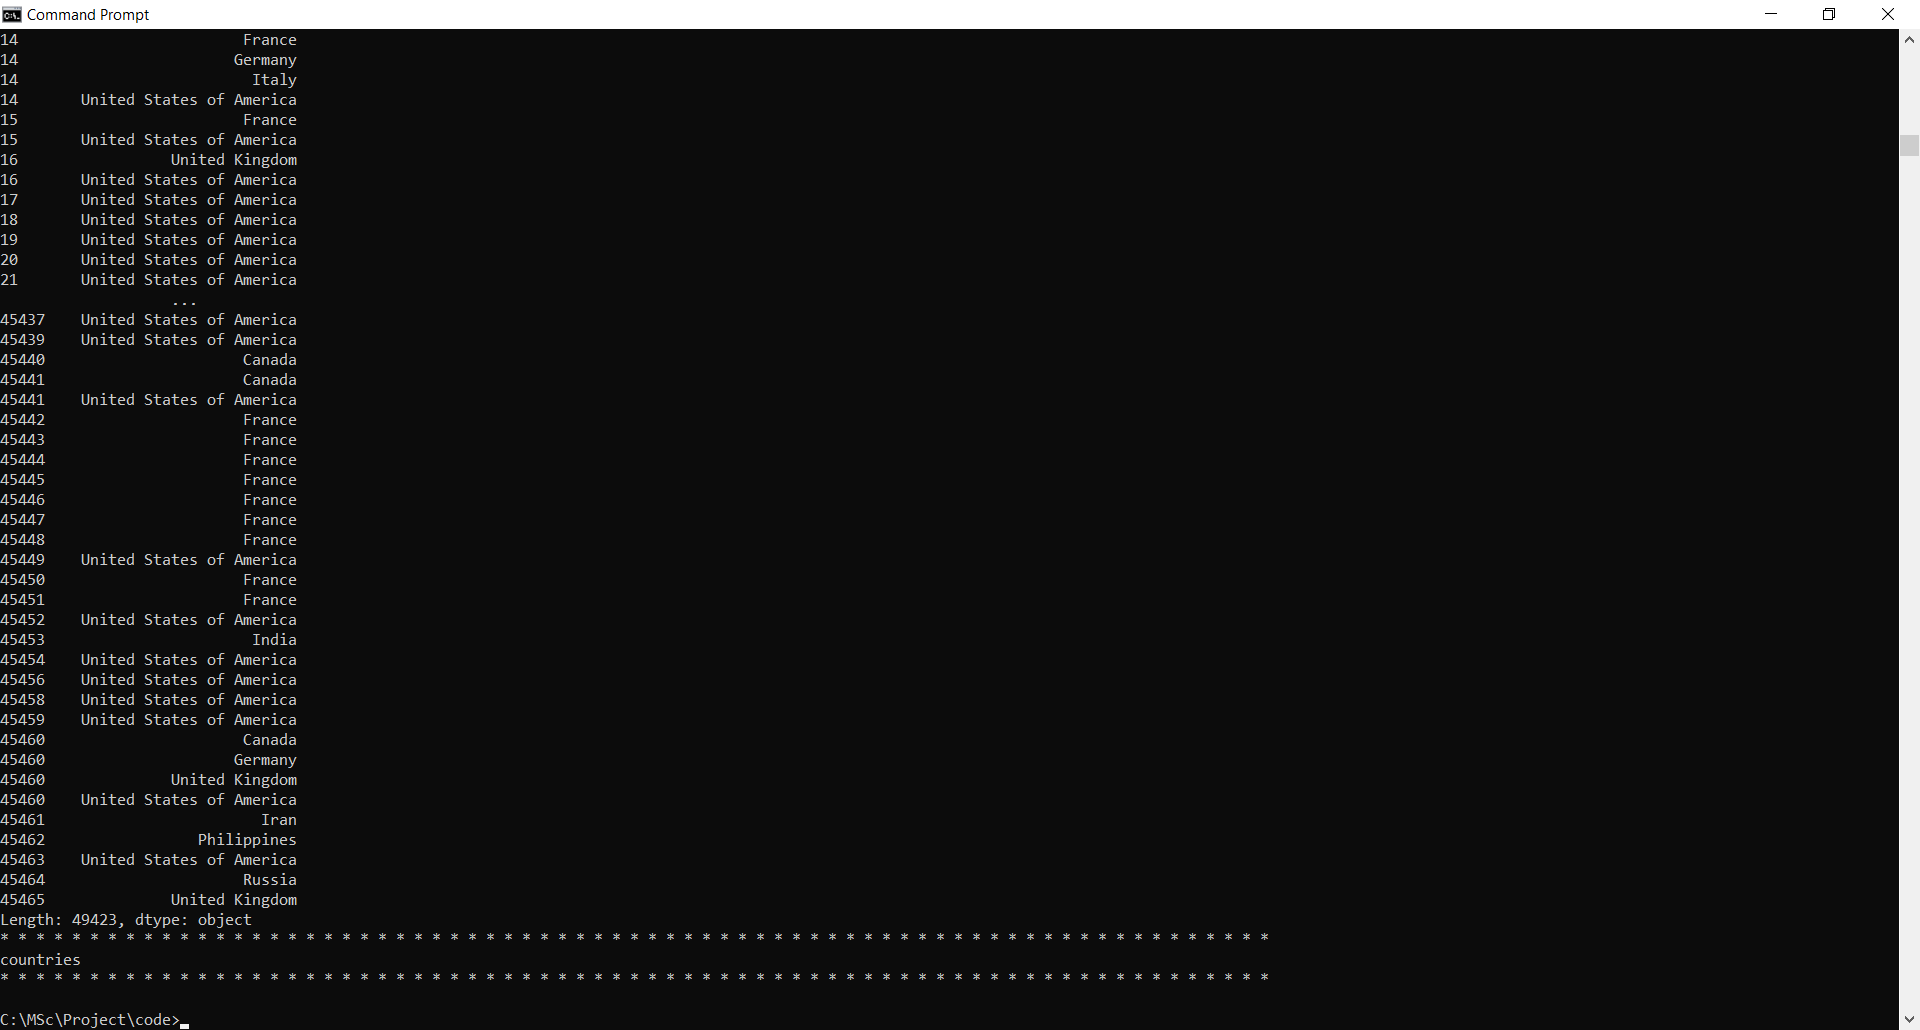 Command Prompt
14 France
14 Germany
14 Italy
14 United States of America
15 France
15 United States of America
16 United Kingdom
16 United States of America
17 United States of America
18 United States of America
19 United States of America
20 United States of America
21 United States of America
...
45437 United States of America
45439 United States of America
45440 Canada
45441 Canada
45441 United States of America
45442 France
45443 France
45444 France
45445 France
45446 France
45447 France
45448 France
45449 United States of America
45450 France
45451 France
45452 United States of America
45453 India
45454 United States of America
45456 United States of America
45458 United States of America
45459 United States of America
45460 Canada
45460 Germany
45460 United Kingdom
45460 United States of America
45461 Iran
45462 Philippines
45463 United States of America
45464 Russia
45465 United Kingdom
Length: 49423, dtype: object
* * * * * * * * * * * * * * * * * * * * * * * * * * * * * * * * * * * * * * * * * * * * * * * * * * * * * * * * * * * * * * * * * * * * * * *
countries
* * * * * * * * * * * * * * * * * * * * * * * * * * * * * * * * * * * * * * * * * * * * * * * * * * * * * * * * * * * * * * * * * * * * * * *
C:\MSc\Project\code>